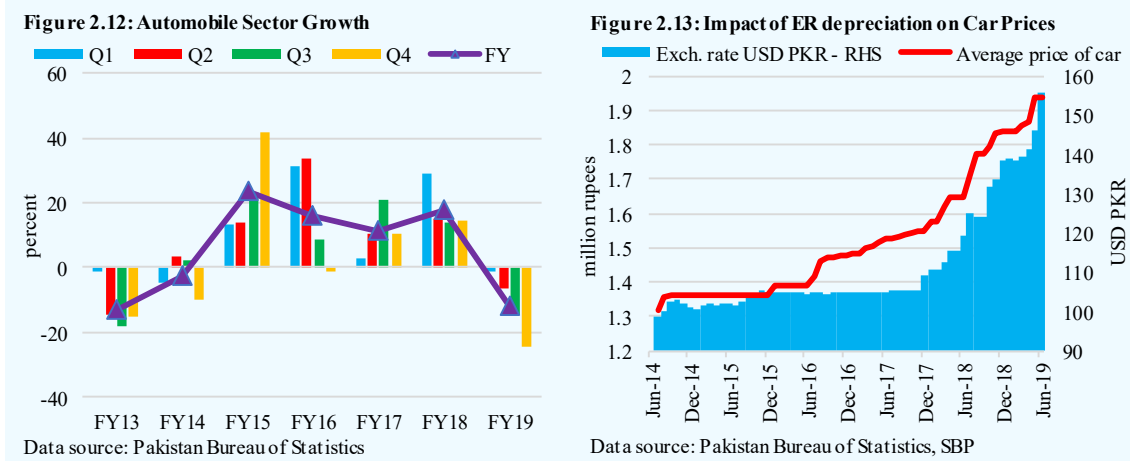 Figure 2.12: Automobile Sector Growth
Q1 Q2 Q3 Q4 FY
60
40
20
0
-20
-40
percent
FY13 FY14 FY15 FY16 FY17 FY18 FY19
Data source: Pakistan Bureau of Statistics
Figure 2.13: Impact of ER depreciation on Car Prices
Exch. rate USD PKR - RHS Average price of car
2
1.9
1.8
1.7
1.6
1.5
1.4
1.3
1.2
million rupees
160
150
140
130
120
110
100
90
USD PKR
Jun-14 Dec-14 Jun-15 Dec-15 Jun-16 Dec-16 Jun-17 Dec-17 Jun-18 Dec-18 Jun-19
Data source: Pakistan Bureau of Statistics, SBP